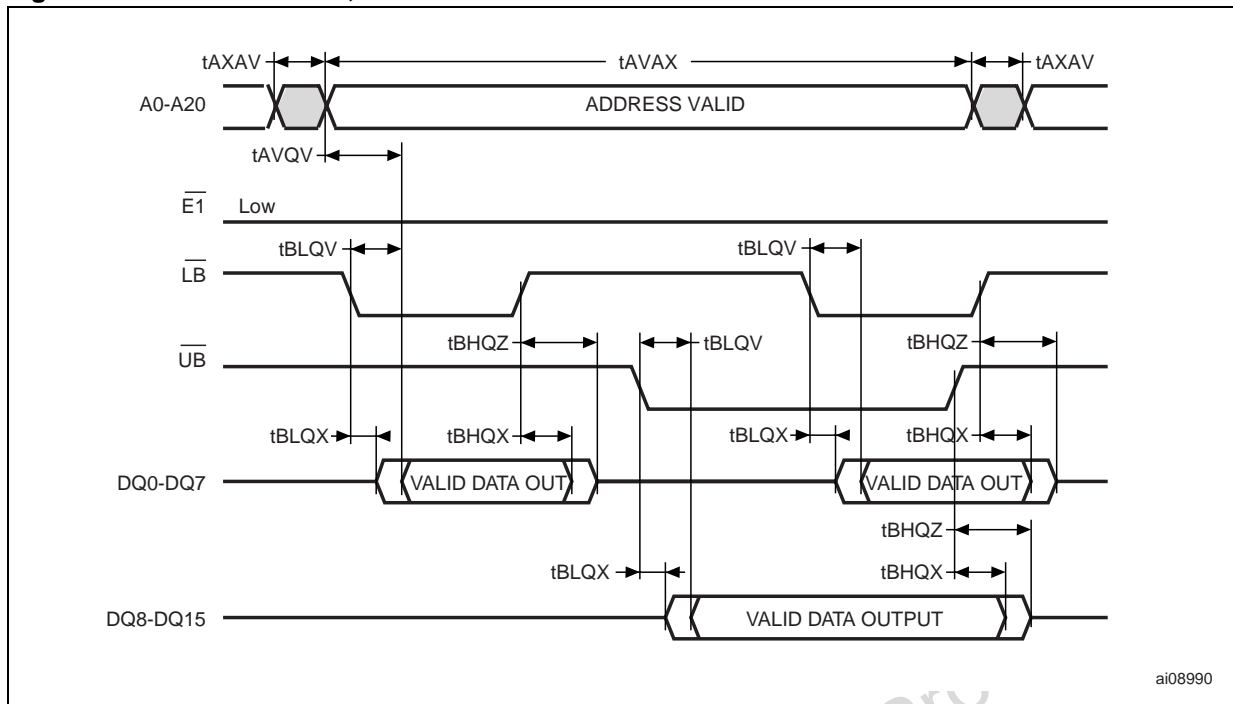 tAXAV tAVAX tAXAV
A0-A20 ADDRESS VALID
tAVQV
E1 Low
tBLQV tBLQV
LB
tBHQZ tBLQV tBHQZ
UB
tBLQX tBHQX tBLQX tBHQX
DQ0-DQ7 VALID DATA OUT VALID DATA OUT
tBHQZ
tBLQX tBHQX
DQ8-DQ15 VALID DATA OUTPUT
ai08990